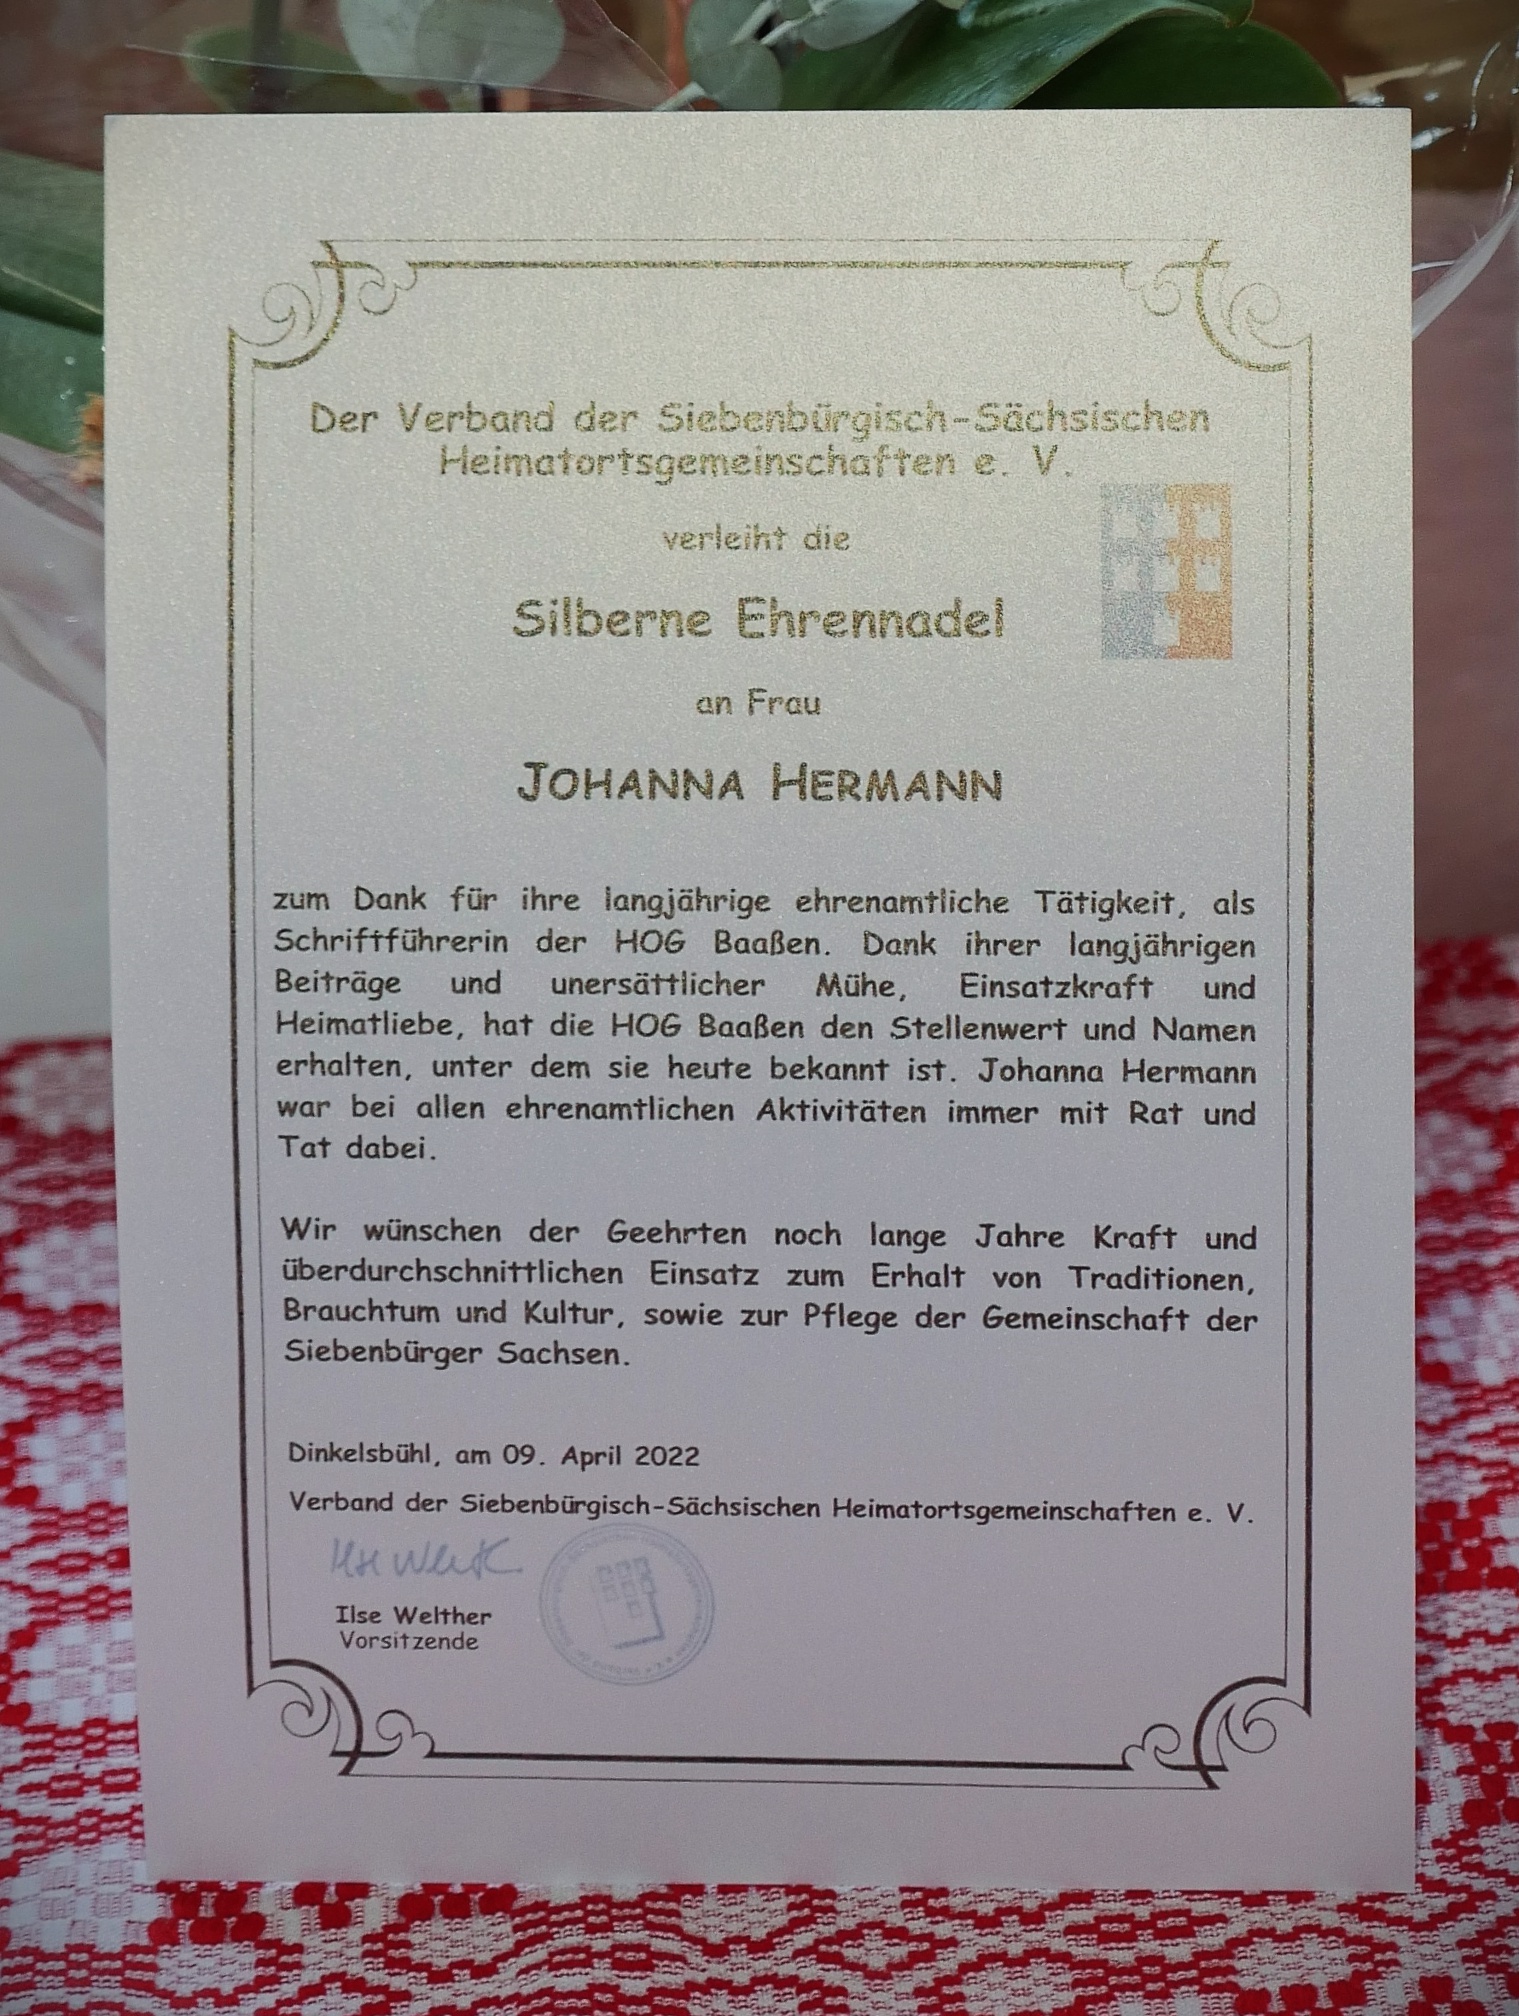 Der Verband der Siebenbürgisch-Sächsischen
Heimatortsgemeinschaften e. V.
verleiht die
Silberne Ehrennadel
an Frau
JOHANNA HERMANN
zum Dank für ihre langjährige ehrenamtliche Tätigkeit, als
Schriftführerin der HOG Baaßen. Dank ihrer langjährigen
Beiträge und unersättlicher Mühe, Einsatzkraft und
Heimatliebe, hat die HOG Baaßen den Stellenwert und Namen
erhalten, unter dem sie heute bekannt ist. Johanna Hermann
war bei allen ehrenamtlichen Aktivitäten immer mit Rat und
Tat dabei.
Wir wünschen der Geehrten noch lange Jahre Kraft und
überdurchschnittlichen Einsatz zum Erhalt von Traditionen,
Brauchtum und Kultur, sowie zur Pflege der Gemeinschaft der
Siebenbürger Sachsen.
Dinkelsbühl, am 09. April 2022
Verband der Siebenbürgisch-Sächsischen Heimatortsgemeinschaften e. V.
Ilse Welther
Vorsitzende